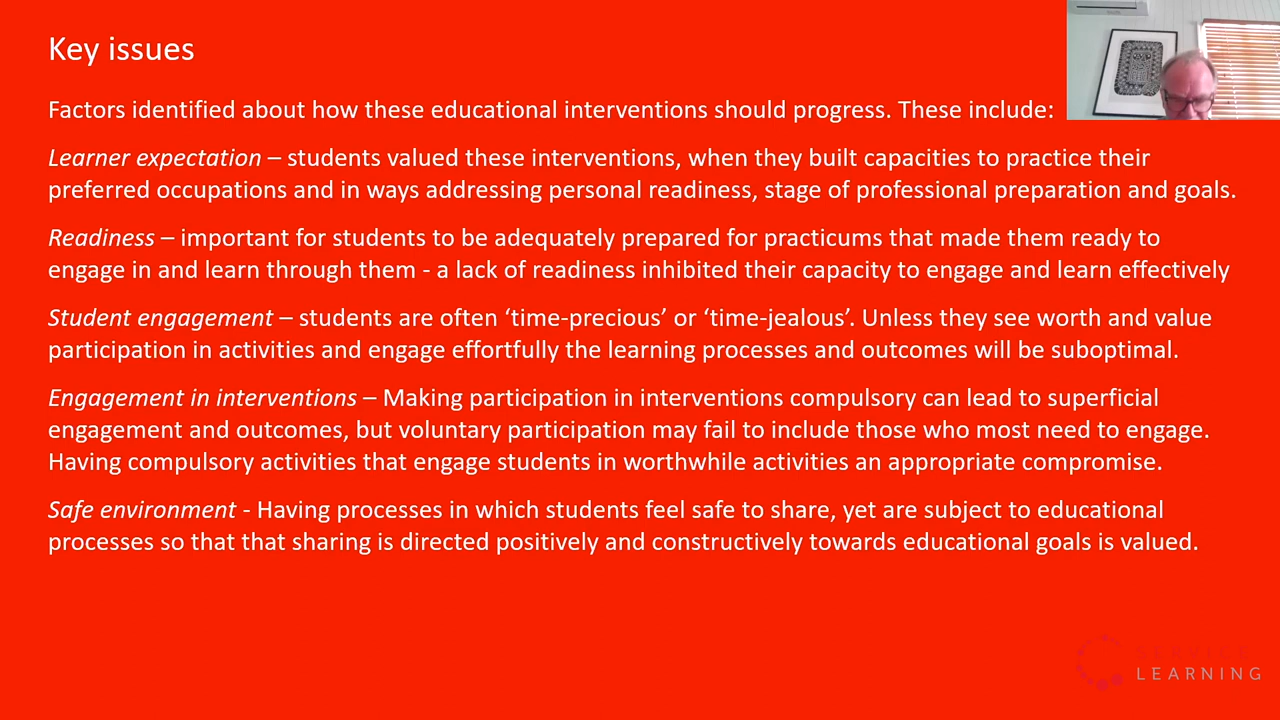 Key issues
Factors identified about how these educational interventions should progress. These include:
Learner expectation – students valued these interventions, when they built capacities to practice their
preferred occupations and in ways addressing personal readiness, stage of professional preparation and goals.
Readiness – important for students to be adequately prepared for practicums that made them ready to
engage in and learn through them - a lack of readiness inhibited their capacity to engage and learn effectively
Student engagement – students are often ‘time-precious’ or ‘time-jealous’. Unless they see worth and value
participation in activities and engage effortfully the learning processes and outcomes will be suboptimal.
Engagement in interventions – Making participation in interventions compulsory can lead to superficial
engagement and outcomes, but voluntary participation may fail to include those who most need to engage.
Having compulsory activities that engage students in worthwhile activities an appropriate compromise.
Safe environment - Having processes in which students feel safe to share, yet are subject to educational
processes so that that sharing is directed positively and constructively towards educational goals is valued.
SERVICE
LEARNING